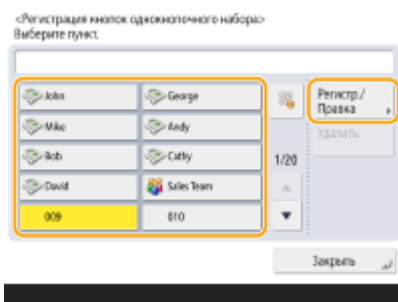 <Регистрация кнопок однокнопочного набора>
Выберите пункт.
John
George
Регистр./
Правка
Mike
Andy
Удалить
Bob
Cathy
1/20
David
Sales Team
009
010
Закрыть